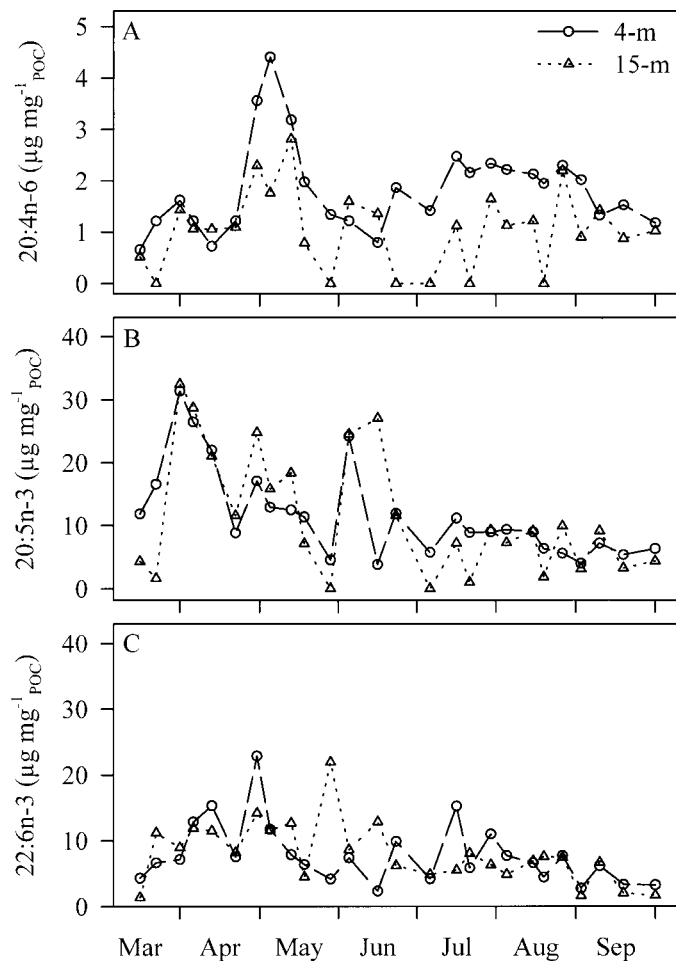 A
4-m
15-m
5
4
3
2
1
0
20:4n-6 (µg mg⁻¹ POC)
B
40
30
20
10
0
20:5n-3 (µg mg⁻¹ POC)
C
40
30
20
10
0
22:6n-3 (µg mg⁻¹ POC)
Mar Apr May Jun Jul Aug Sep